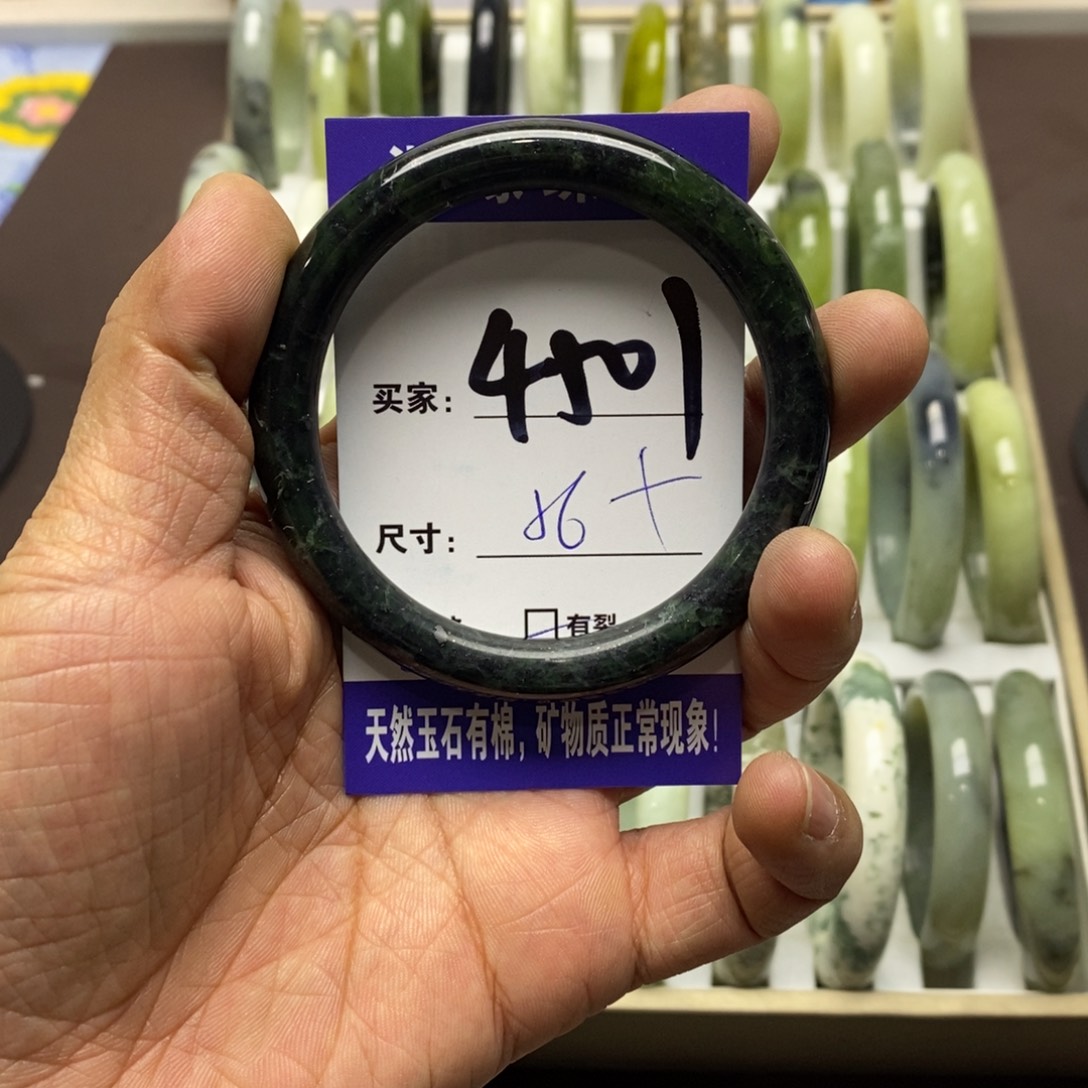 买家: 4501
尺寸: 56+
有裂
天然玉石有棉，矿物质正常现象！